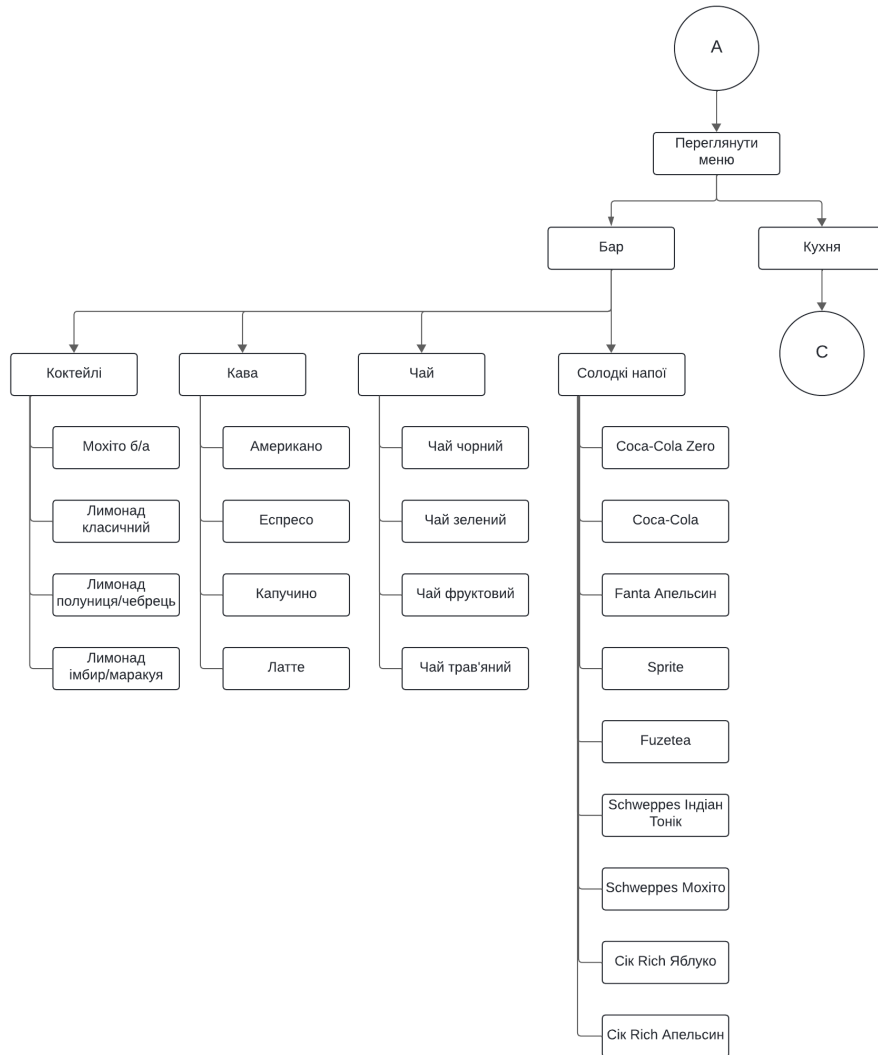 A
Переглянути
меню
Бар
Кухня
C
Коктейлі
Кава
Чай
Солодкі напої
Мохіто б/а
Американо
Чай чорний
Coca-Cola Zero
Лимонад
класичний
Еспресо
Чай зелений
Coca-Cola
Лимонад
полуниця/чебрець
Капучино
Чай фруктовий
Fanta Апельсин
Лимонад
імбир/маракуя
Латте
Чай трав'яний
Sprite
Fuzetea
Schweppes Індіан
Тонік
Schweppes Мохіто
Сік Rich Яблуко
Сік Rich Апельсин